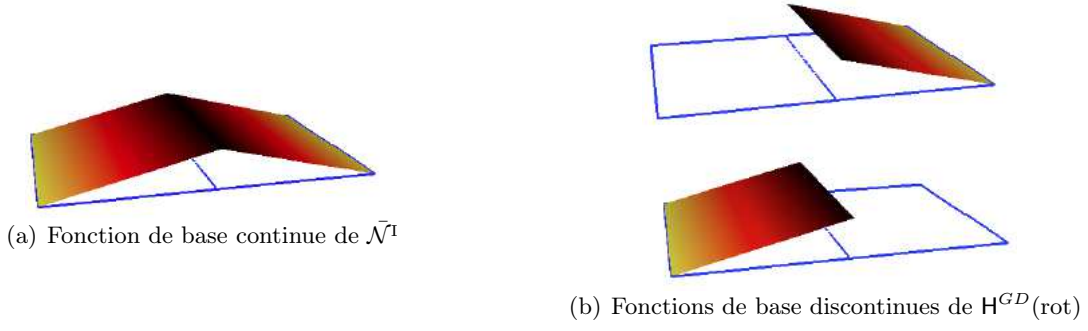 (a) Fonction de base continue de $\bar{\mathcal{N}}^{\mathrm{I}}$
(b) Fonctions de base discontinues de $\mathsf{H}^{GD}(\mathrm{rot})$